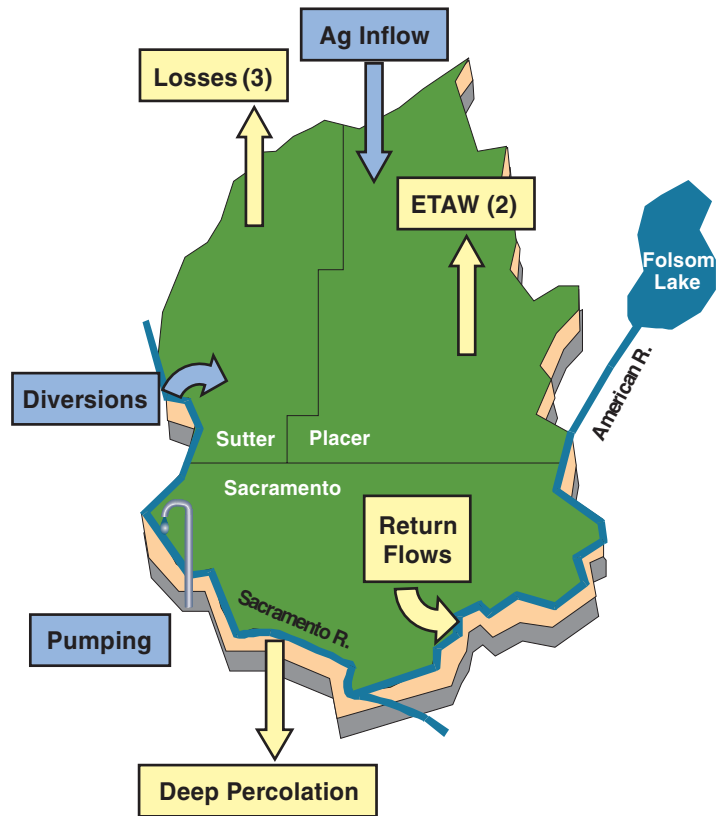 Ag Inflow
Losses (3)
ETAW (2)
Folsom
Lake
American R.
Diversions
Sutter
Placer
Sacramento
Return
Flows
Sacramento R.
Pumping
Deep Percolation